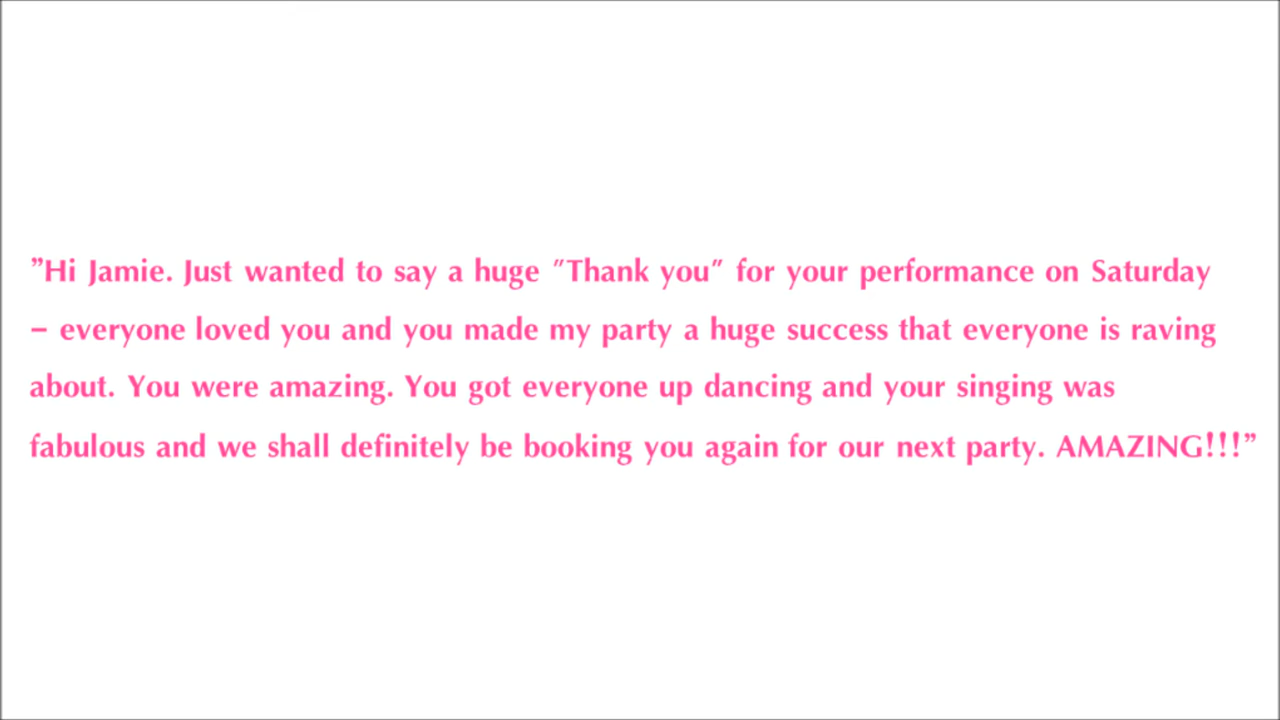 ”Hi Jamie. Just wanted to say a huge "Thank you" for your performance on Saturday
– everyone loved you and you made my party a huge success that everyone is raving
about. You were amazing. You got everyone up dancing and your singing was
fabulous and we shall definitely be booking you again for our next party. AMAZING!!!”